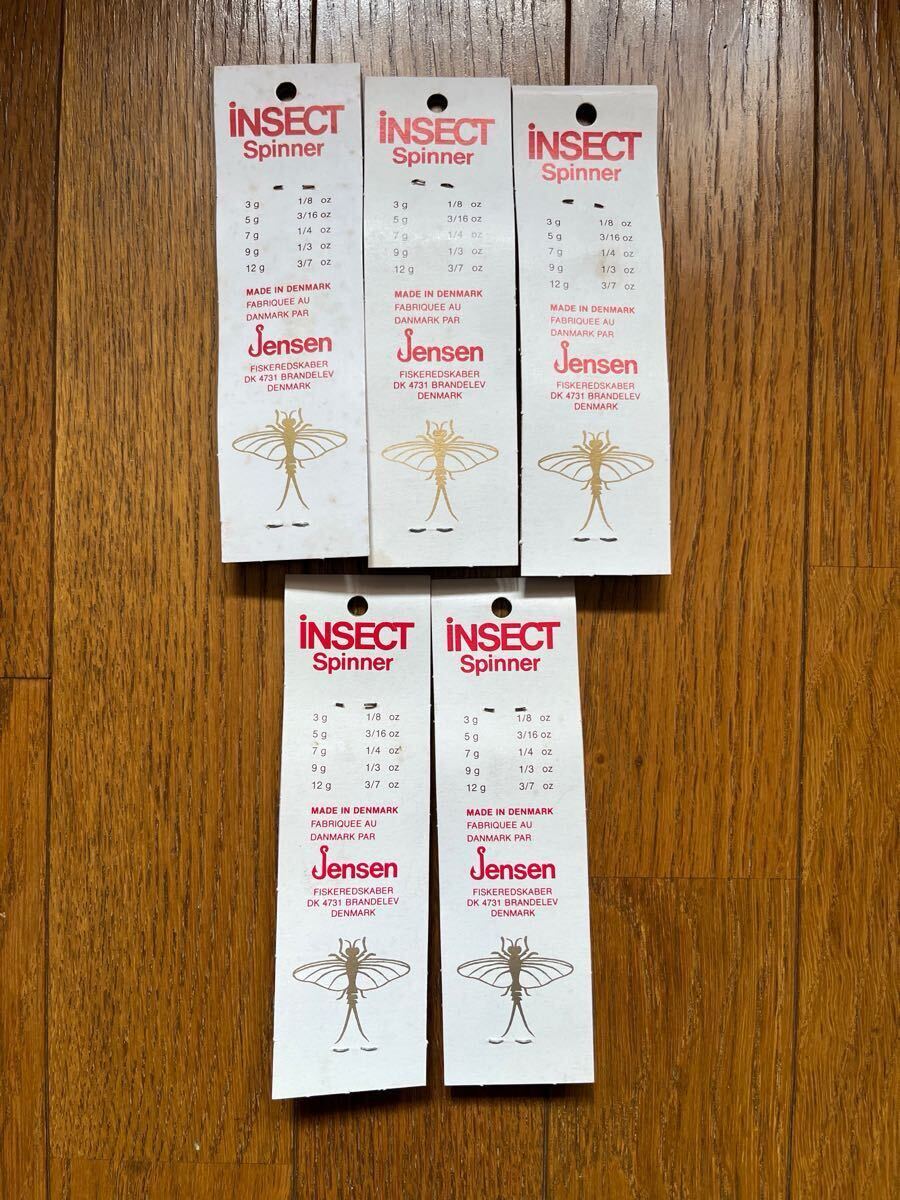 iNSECT
Spinner
3 g 1/8 oz
5 g 3/16 oz
7 g 1/4 oz
9 g 1/3 oz
12 g 3/7 oz
MADE IN DENMARK
FABRIQUEE AU
DANMARK PAR
Jensen
FISKEREDSKABER
DK 4731 BRANDELEV
DENMARK
iNSECT
Spinner
3 g 1/8 oz
5 g 3/16 oz
7 g 1/4 oz
9 g 1/3 oz
12 g 3/7 oz
MADE IN DENMARK
FABRIQUEE AU
DANMARK PAR
Jensen
FISKEREDSKABER
DK 4731 BRANDELEV
DENMARK
iNSECT
Spinner
3 g 1/8 oz
5 g 3/16 oz
7 g 1/4 oz
9 g 1/3 oz
12 g 3/7 oz
MADE IN DENMARK
FABRIQUEE AU
DANMARK PAR
Jensen
FISKEREDSKABER
DK 4731 BRANDELEV
DENMARK
iNSECT
Spinner
3 g 1/8 oz
5 g 3/16 oz
7 g 1/4 oz
9 g 1/3 oz
12 g 3/7 oz
MADE IN DENMARK
FABRIQUEE AU
DANMARK PAR
Jensen
FISKEREDSKABER
DK 4731 BRANDELEV
DENMARK
iNSECT
Spinner
3 g 1/8 oz
5 g 3/16 oz
7 g 1/4 oz
9 g 1/3 oz
12 g 3/7 oz
MADE IN DENMARK
FABRIQUEE AU
DANMARK PAR
Jensen
FISKEREDSKABER
DK 4731 BRANDELEV
DENMARK